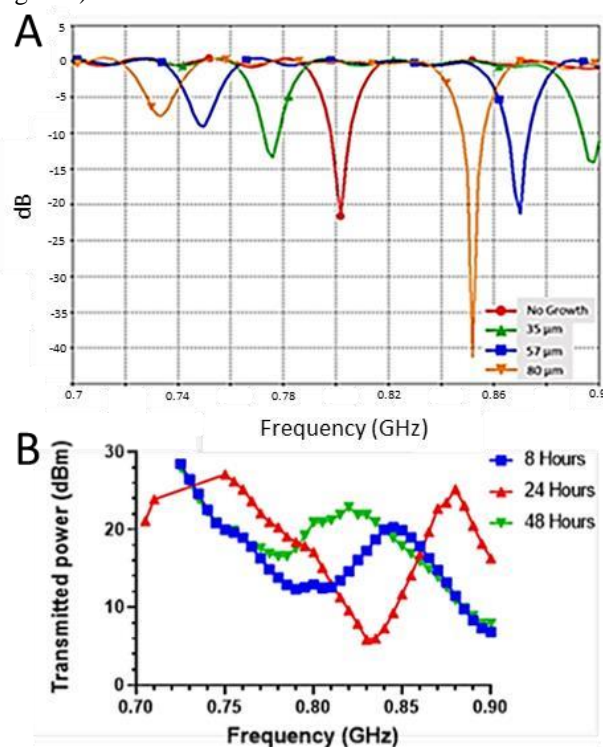 A
5
0
-5
-10
-15
-20
-25
-30
-35
-40
dB
No Growth
35 µm
57 µm
80 µm
0.7 0.74 0.78 0.82 0.86 0.9
Frequency (GHz)
B
30
20
10
0
Transmitted power (dBm)
8 Hours
24 Hours
48 Hours
0.70 0.75 0.80 0.85 0.90
Frequency (GHz)